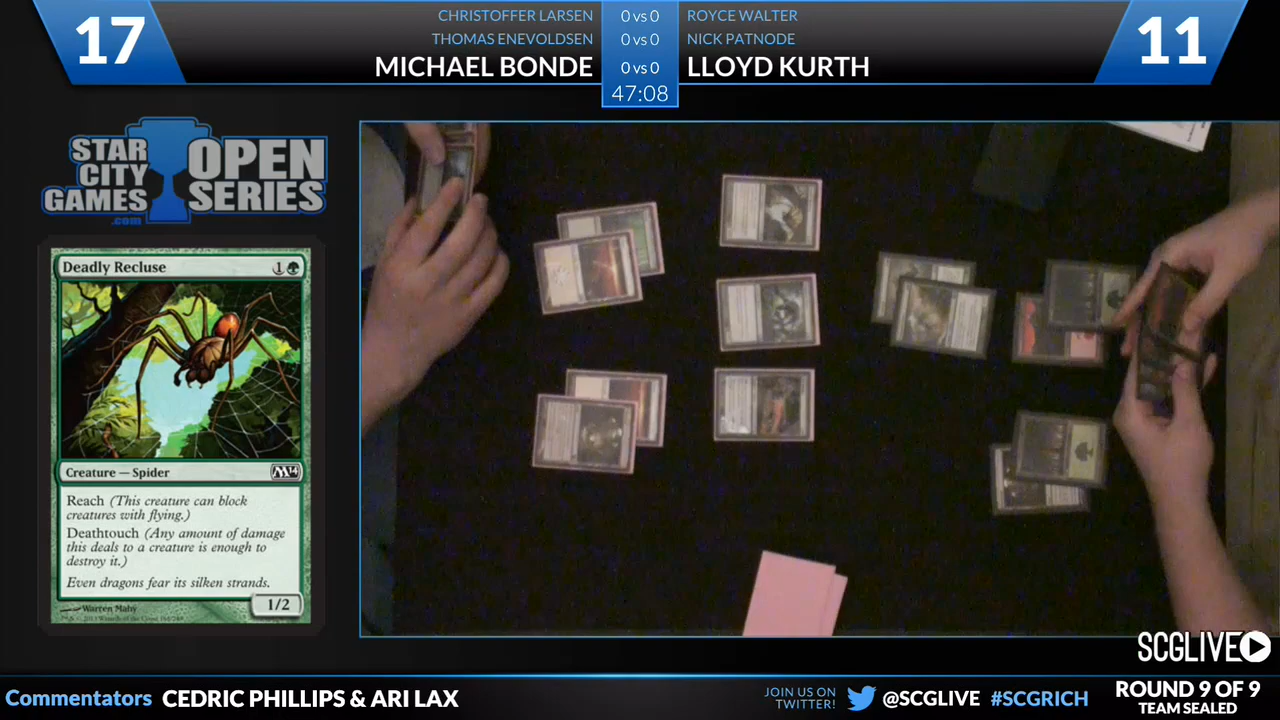 17
CHRISTOFFER LARSEN 0 vs 0 ROYCE WALTER
THOMAS ENEVOLDSEN 0 vs 0 NICK PATNODE
MICHAEL BONDE 0 vs 0 LLOYD KURTH
47:08
11
STAR CITY GAMES .com OPEN SERIES
Deadly Recluse 1
Creature — Spider M14
Reach (This creature can block
creatures with flying.)
Deathtouch (Any amount of damage
this deals to a creature is enough to
destroy it.)
Even dragons fear its silken strands.
Warren Mahy
1/2
SCGLIVE
Commentators CEDRIC PHILLIPS & ARI LAX
JOIN US ON
TWITTER!
@SCGLIVE #SCGRICH
ROUND 9 OF 9
TEAM SEALED